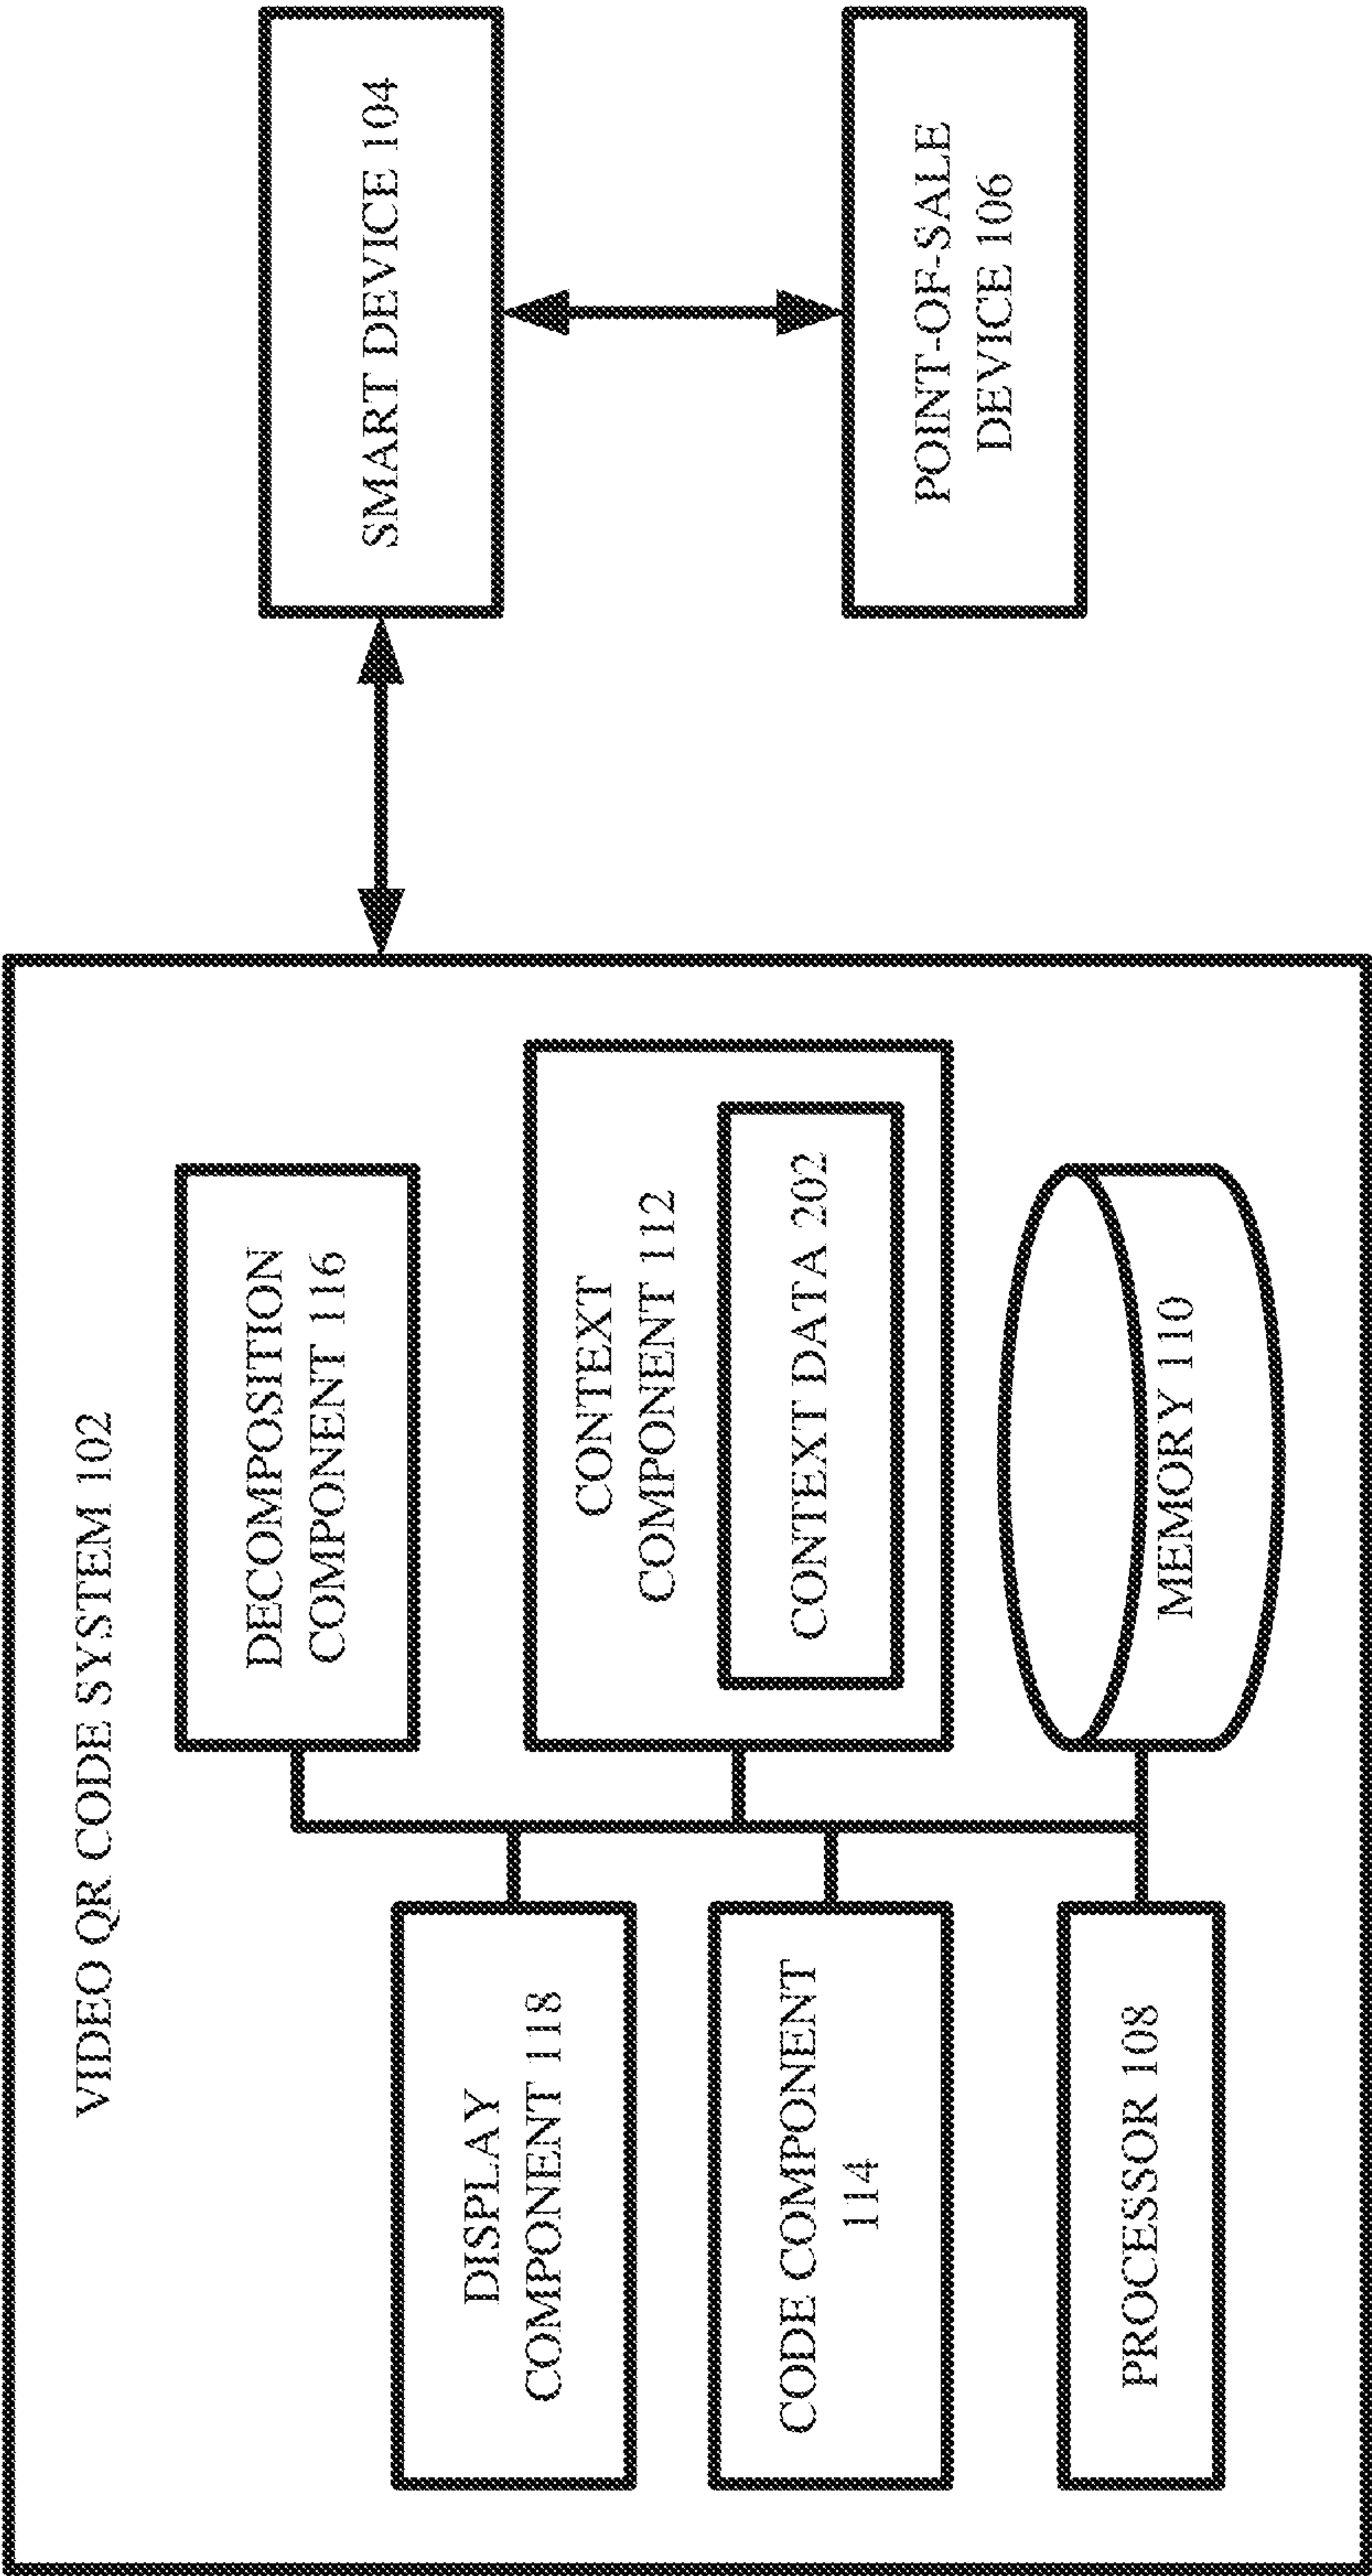 VIDEO QR CODE SYSTEM 102
DISPLAY
COMPONENT 118
DECOMPOSITION
COMPONENT 116
CODE COMPONENT
114
CONTEXT
COMPONENT 112
CONTEXT DATA 202
PROCESSOR 108
MEMORY 110
SMART DEVICE 104
POINT-OF-SALE
DEVICE 106